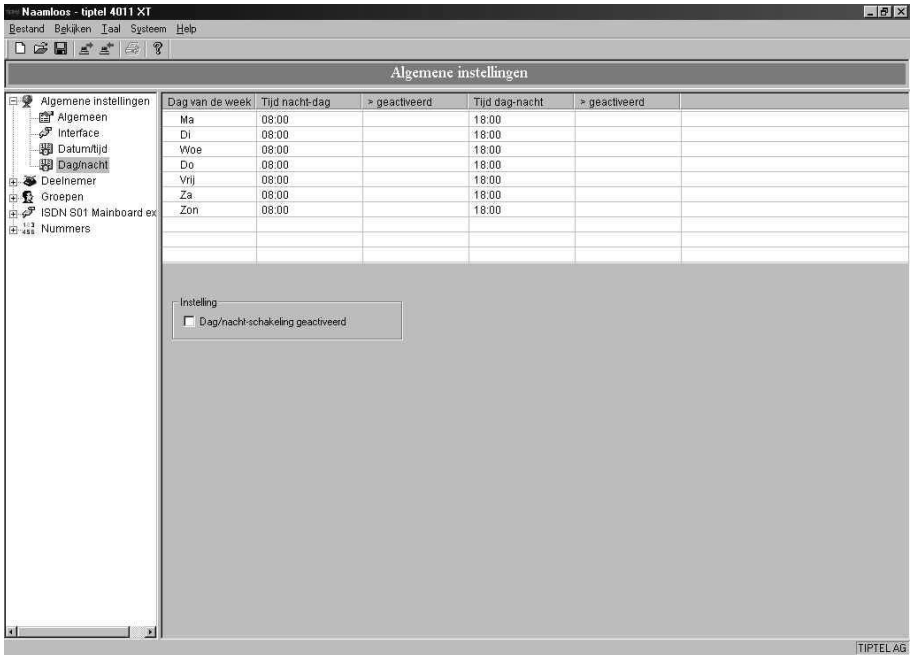 Naamloos - tiptel 4011 XT
Bestand Bekijken Taal Systeem Help
Algemene instellingen
Algemene instellingen
Algemeen
Interface
Datum/tijd
Dag/nacht
Deelnemer
Groepen
ISDN S01 Mainboard ex
Nummers
Dag van de week Tijd nacht-dag > geactiveerd Tijd dag-nacht > geactiveerd
Ma 08:00 18:00
Di 08:00 18:00
Woe 08:00 18:00
Do 08:00 18:00
Vrij 08:00 18:00
Za 08:00 18:00
Zon 08:00 18:00
Instelling
Dag/nacht-schakeling geactiveerd
TIPTEL AG